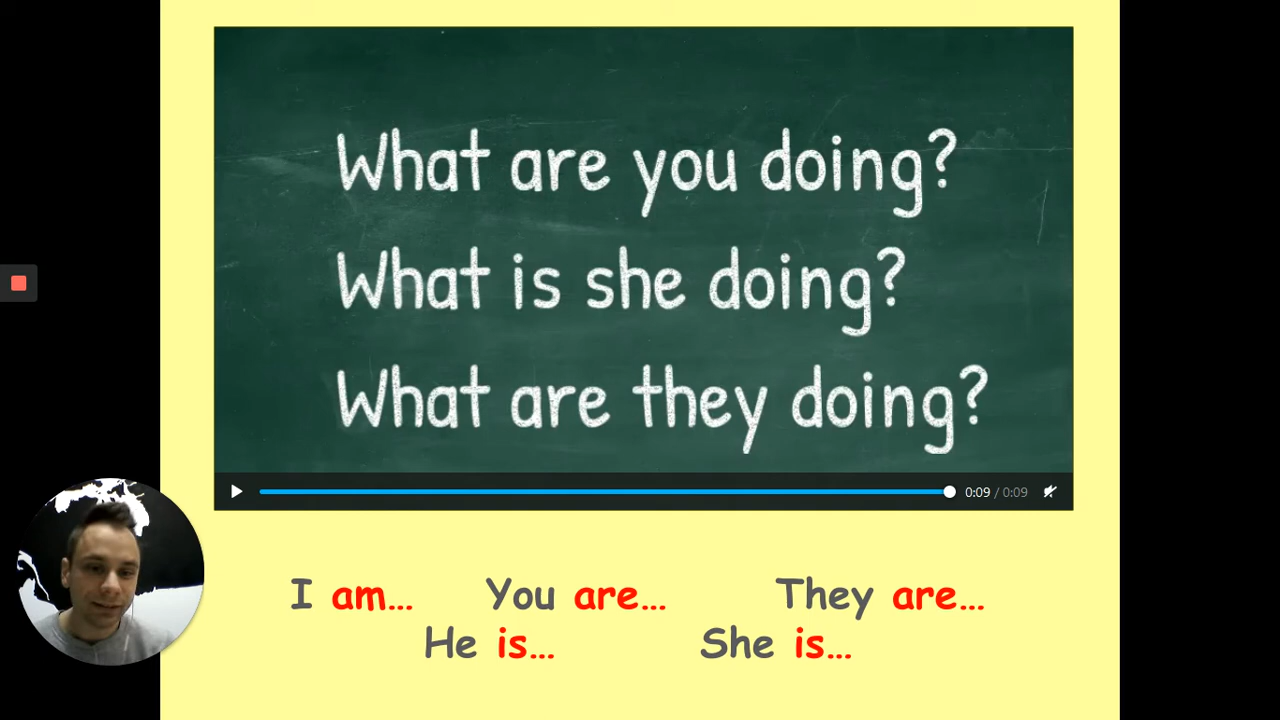 What are you doing?
What is she doing?
What are they doing?
0:09 / 0:09
I am... You are... They are...
He is... She is...